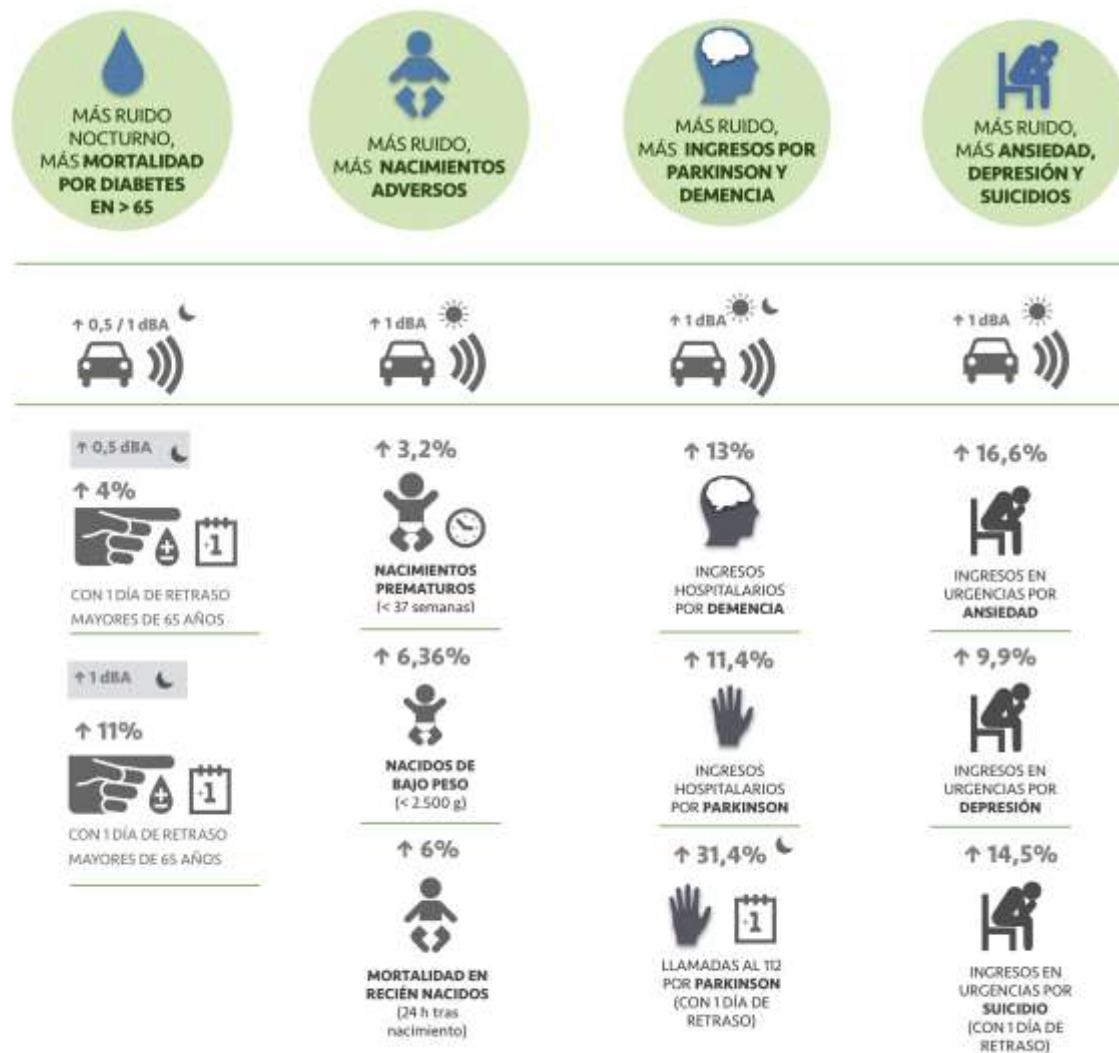 MÁS RUIDO
NOCTURNO,
MÁS MORTALIDAD
POR DIABETES
EN > 65
MÁS RUIDO,
MÁS NACIMIENTOS
ADVERSOS
MÁS RUIDO,
MÁS INGRESOS POR
PARKINSON Y
DEMENCIA
MÁS RUIDO,
MÁS ANSIEDAD,
DEPRESIÓN Y
SUICIDIOS
↑ 0,5 / 1 dBA
↑ 1 dBA
↑ 1 dBA
↑ 1 dBA
↑ 0,5 dBA
↑ 4%
+1
CON 1 DÍA DE RETRASO
MAYORES DE 65 AÑOS
↑ 1 dBA
↑ 11%
+1
CON 1 DÍA DE RETRASO
MAYORES DE 65 AÑOS
↑ 3,2%
NACIMIENTOS
PREMATUROS
(< 37 semanas)
↑ 6,36%
NACIDOS DE
BAJO PESO
(< 2.500 g)
↑ 6%
MORTALIDAD EN
RECIÉN NACIDOS
(24 h tras
nacimiento)
↑ 13%
INGRESOS
HOSPITALARIOS
POR DEMENCIA
↑ 11,4%
INGRESOS
HOSPITALARIOS
POR PARKINSON
↑ 31,4%
+1
LLAMADAS AL 112
POR PARKINSON
(CON 1 DÍA DE
RETRASO)
↑ 16,6%
INGRESOS EN
URGENCIAS POR
ANSIEDAD
↑ 9,9%
INGRESOS EN
URGENCIAS POR
DEPRESIÓN
↑ 14,5%
INGRESOS EN
URGENCIAS POR
SUICIDIO
(CON 1 DÍA DE
RETRASO)